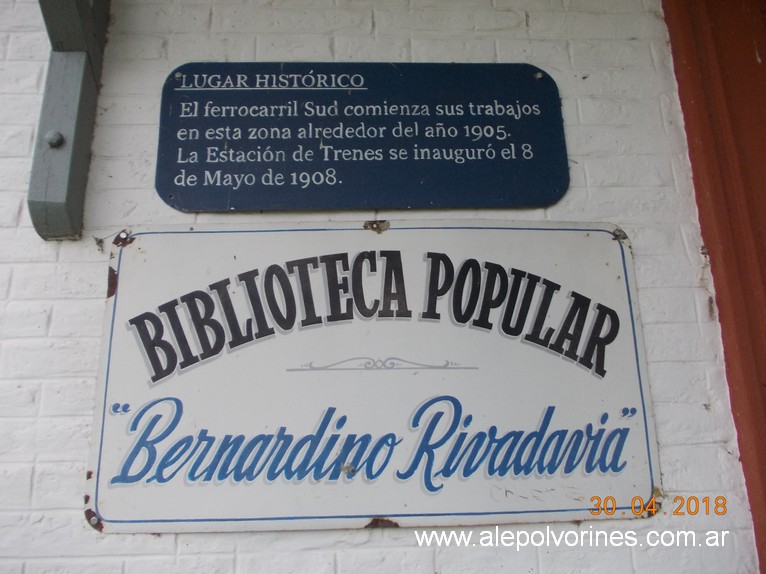 LUGAR HISTÓRICO
El ferrocarril Sud comienza sus trabajos
en esta zona alrededor del año 1905.
La Estación de Trenes se inauguró el 8
de Mayo de 1908.
BIBLIOTECA POPULAR
"Bernardino Rivadavia"
30.04.2018
www.alepolvorines.com.ar